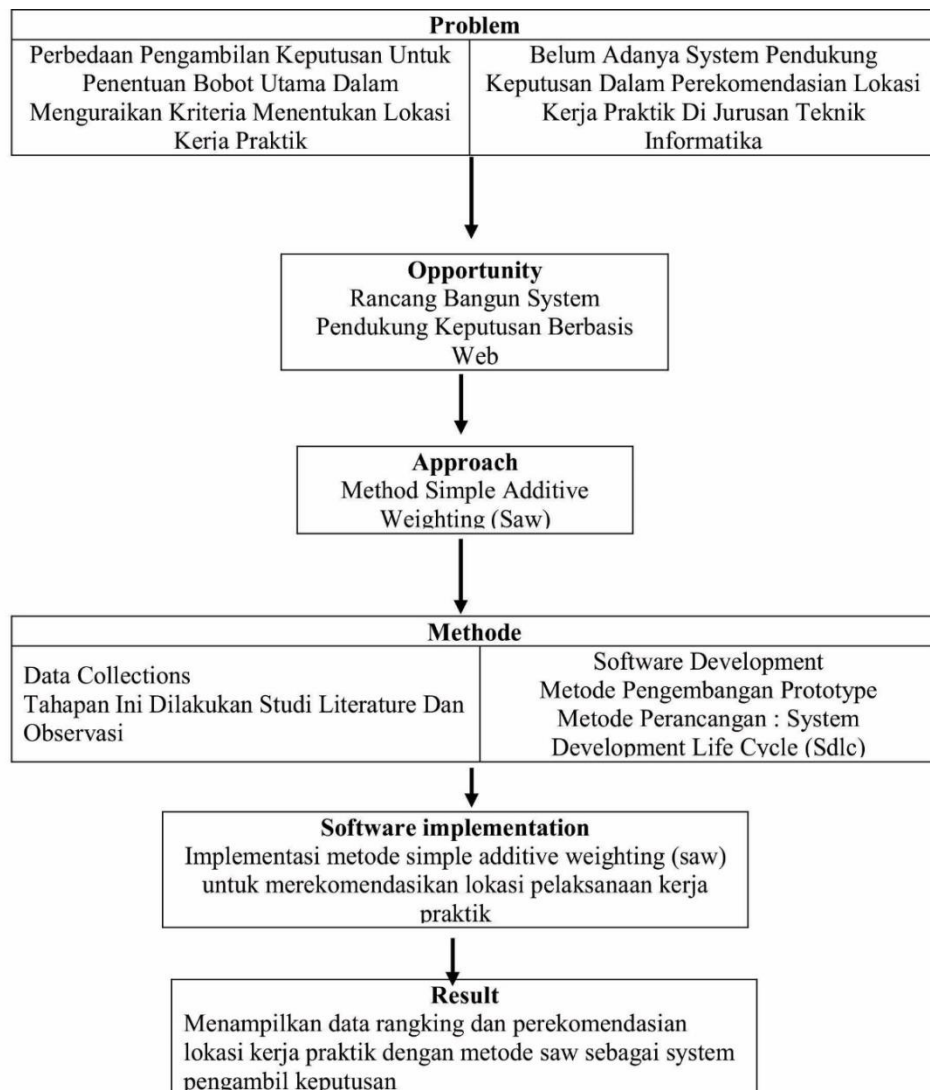 Problem
Perbedaan Pengambilan Keputusan Untuk
Penentuan Bobot Utama Dalam
Menguraikan Kriteria Menentukan Lokasi
Kerja Praktik
Belum Adanya System Pendukung
Keputusan Dalam Perekomendasian Lokasi
Kerja Praktik Di Jurusan Teknik
Informatika
Opportunity
Rancang Bangun System
Pendukung Keputusan Berbasis
Web
Approach
Method Simple Additive
Weighting (Saw)
Methode
Data Collections
Tahapan Ini Dilakukan Studi Literature Dan
Observasi
Software Development
Metode Pengembangan Prototype
Metode Perancangan : System
Development Life Cycle (Sdlc)
Software implementation
Implementasi metode simple additive weighting (saw)
untuk merekomendasikan lokasi pelaksanaan kerja
praktik
Result
Menampilkan data rangking dan perekomendasian
lokasi kerja praktik dengan metode saw sebagai system
pengambil keputusan